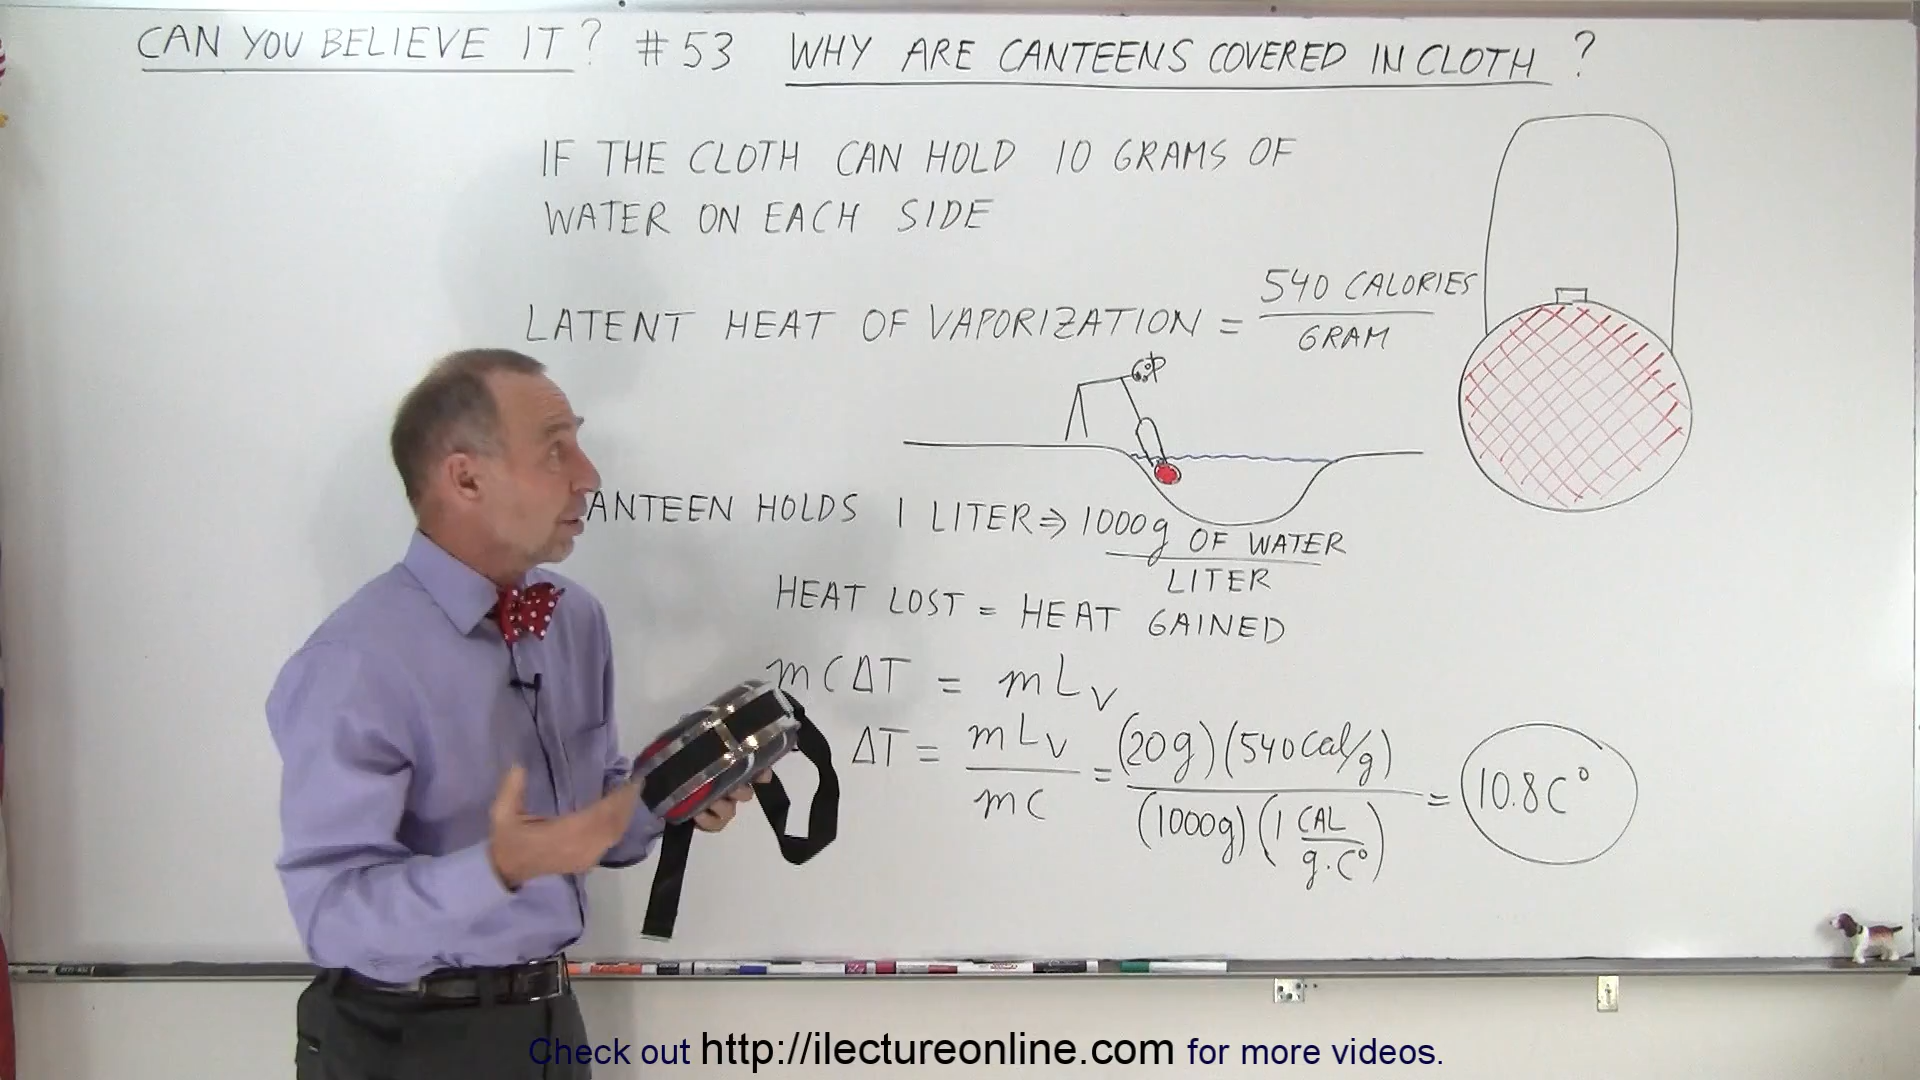 CAN YOU BELIEVE IT? #53 WHY ARE CANTEENS COVERED IN CLOTH?
IF THE CLOTH CAN HOLD 10 GRAMS OF
WATER ON EACH SIDE
LATENT HEAT OF VAPORIZATION = 540 CALORIES
GRAM
ANTEEN HOLDS 1 LITER ⇒ 1000g OF WATER
LITER
HEAT LOST = HEAT GAINED
mCΔT = mLv
ΔT = mLv = (20g)(540 Cal/g) = 10.8 C°
mC (1000g)(1 CAL
g·C°)
Check out http://ilectureonline.com for more videos.